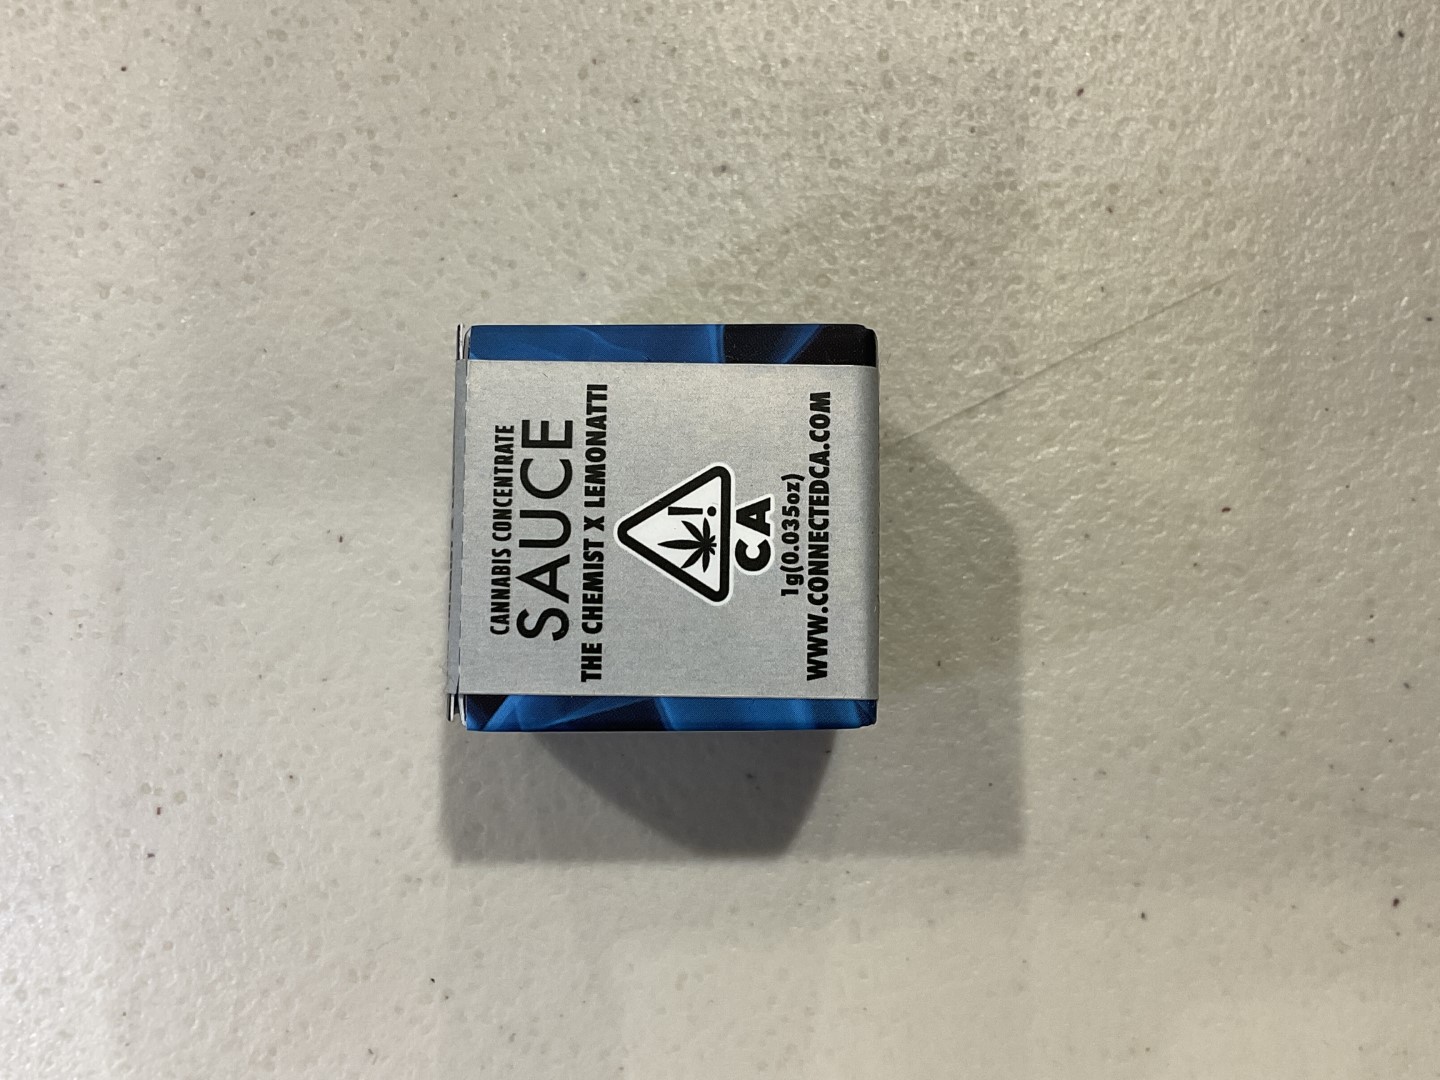 CANNABIS CONCENTRATE
SAUCE
THE CHEMIST X LEMONATTI
!
CA
1g(0.035oz)
WWW.CONNECTEDCA.COM